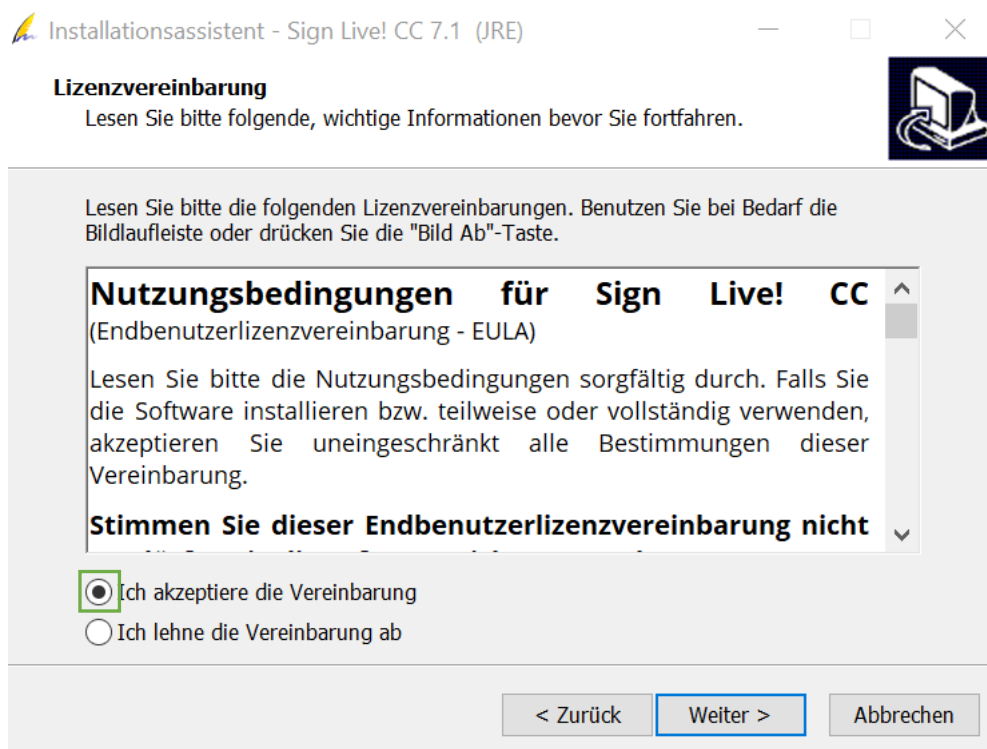 Installationsassistent - Sign Live! CC 7.1 (JRE)
Lizenzvereinbarung
Lesen Sie bitte folgende, wichtige Informationen bevor Sie fortfahren.
Lesen Sie bitte die folgenden Lizenzvereinbarungen. Benutzen Sie bei Bedarf die
Bildlaufleiste oder drücken Sie die "Bild Ab"-Taste.
Nutzungsbedingungen für Sign Live! CC
(Endbenutzerlizenzvereinbarung - EULA)
Lesen Sie bitte die Nutzungsbedingungen sorgfältig durch. Falls Sie
die Software installieren bzw. teilweise oder vollständig verwenden,
akzeptieren Sie uneingeschränkt alle Bestimmungen dieser
Vereinbarung.
Stimmen Sie dieser Endbenutzerlizenzvereinbarung nicht
Ich akzeptiere die Vereinbarung
Ich lehne die Vereinbarung ab
< Zurück
Weiter >
Abbrechen